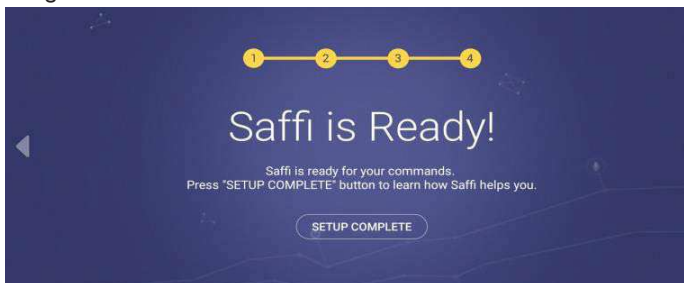 1 2 3 4
Saffi is Ready!
Saffi is ready for your commands.
Press "SETUP COMPLETE" button to learn how Saffi helps you.
SETUP COMPLETE